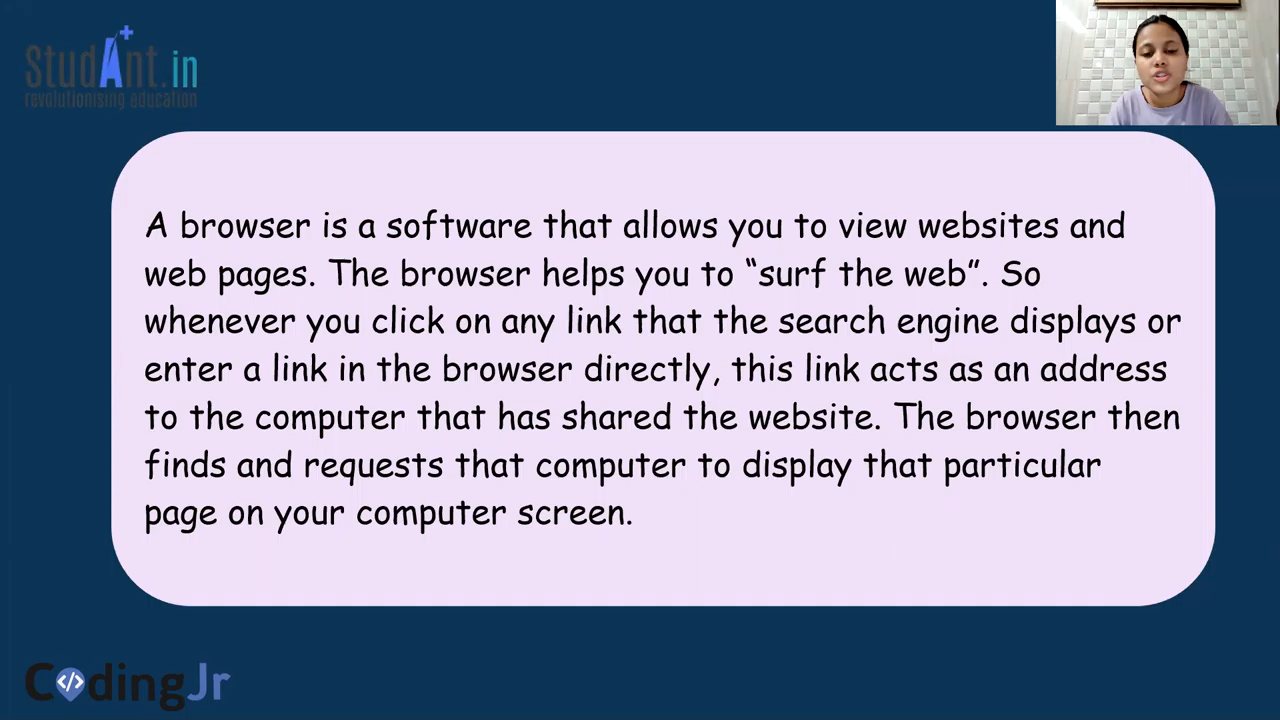 StudAnt.in
revolutionising education
A browser is a software that allows you to view websites and
web pages. The browser helps you to “surf the web”. So
whenever you click on any link that the search engine displays or
enter a link in the browser directly, this link acts as an address
to the computer that has shared the website. The browser then
finds and requests that computer to display that particular
page on your computer screen.
CodingJr